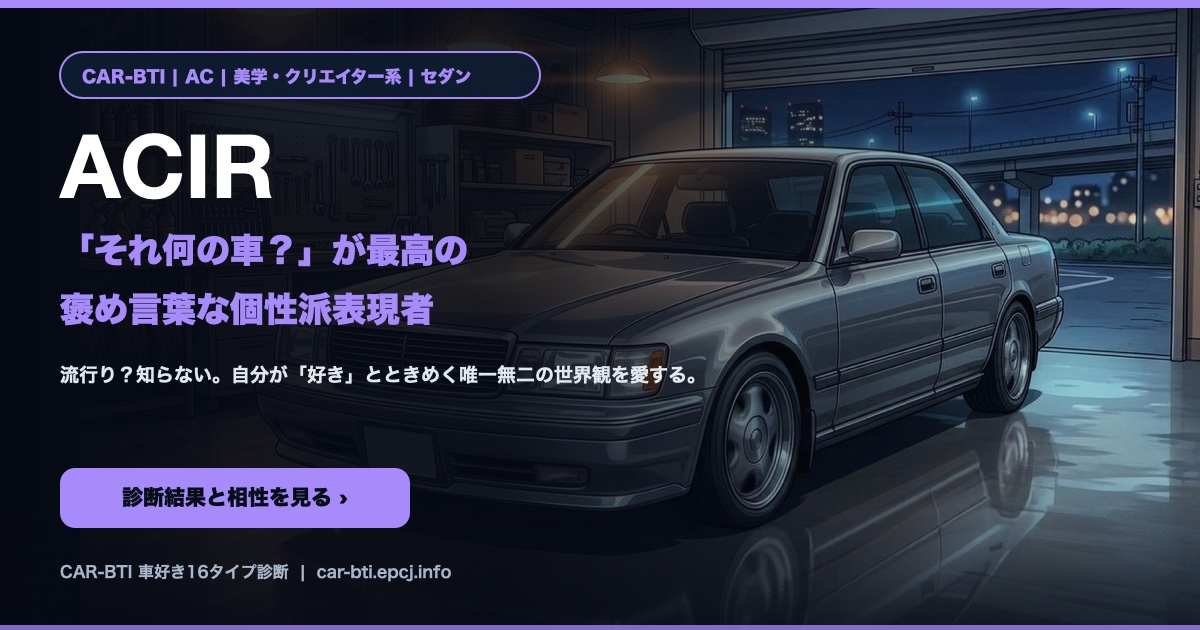 CAR-BTI | AC | 美学・クリエイター系 | セダン
ACIR
「それ何の車？」が最高の
褒め言葉な個性派表現者
流行り？知らない。自分が「好き」とときめく唯一無二の世界観を愛する。
診断結果と相性を見る ›
CAR-BTI 車好き16タイプ診断 | car-bti.epcj.info